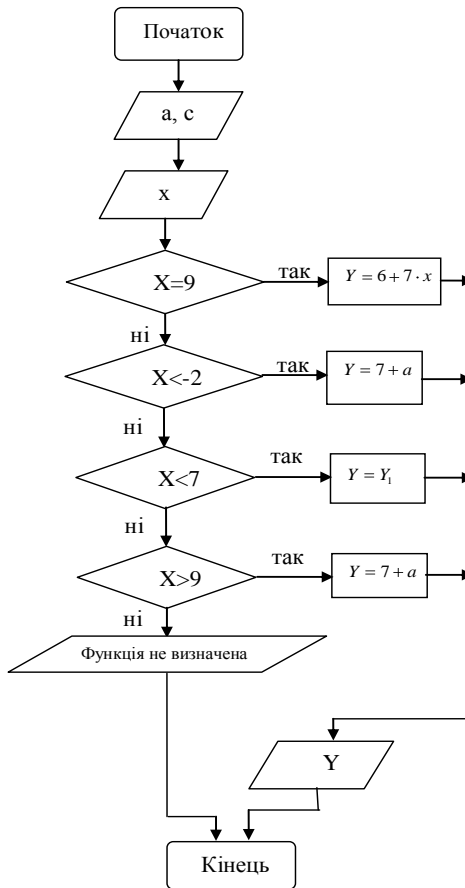 Початок
a, c
x
X=9
так
Y = 6 + 7 · x
ні
X<-2
так
Y = 7 + a
ні
X<7
так
Y = Y₁
ні
X>9
так
Y = 7 + a
ні
Функція не визначена
Y
Кінець